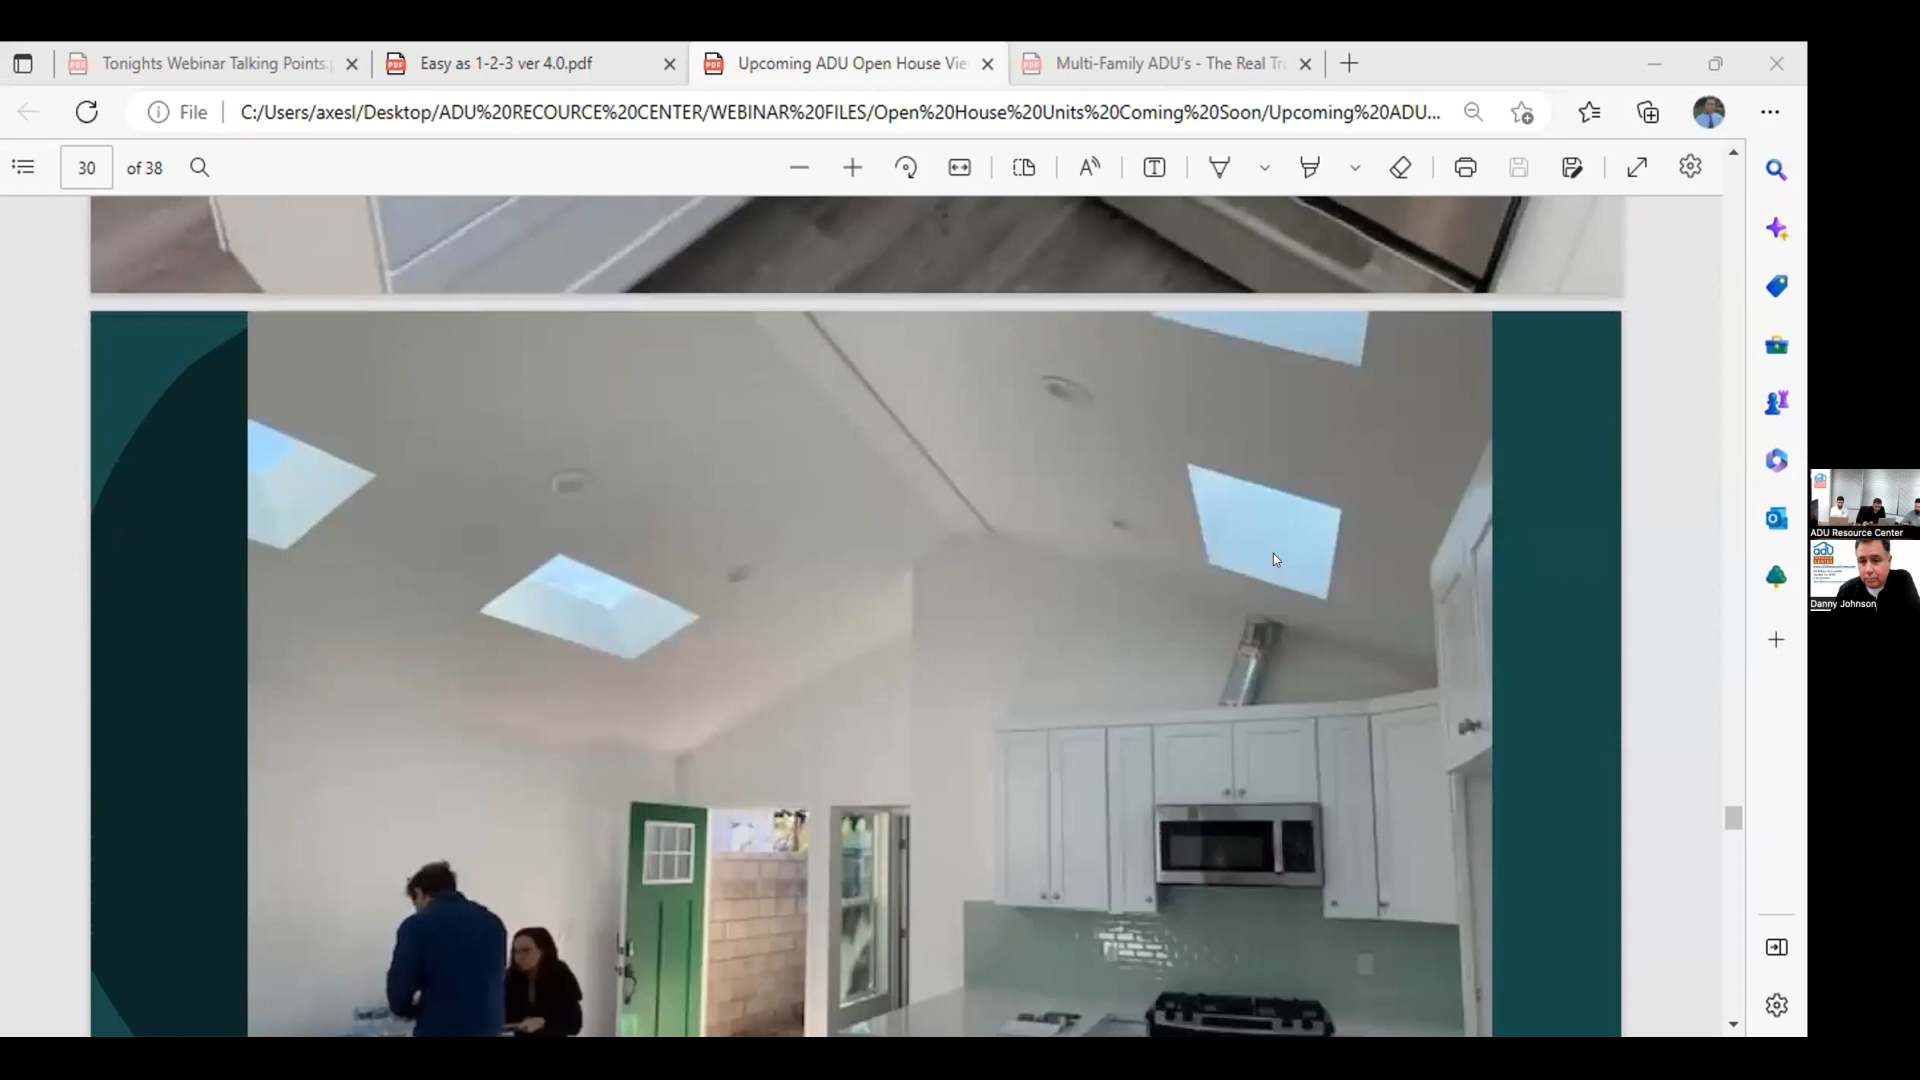 Tonights Webinar Talking Points.
Easy as 1-2-3 ver 4.0.pdf
Upcoming ADU Open House Vie
Multi-Family ADU's - The Real Tr
File
C:/Users/axesl/Desktop/ADU%20RECOURCE%20CENTER/WEBINAR%20FILES/Open%20House%20Units%20Coming%20Soon/Upcoming%20ADU...
30
of 38
ADU Resource Center
adu
Danny Johnson